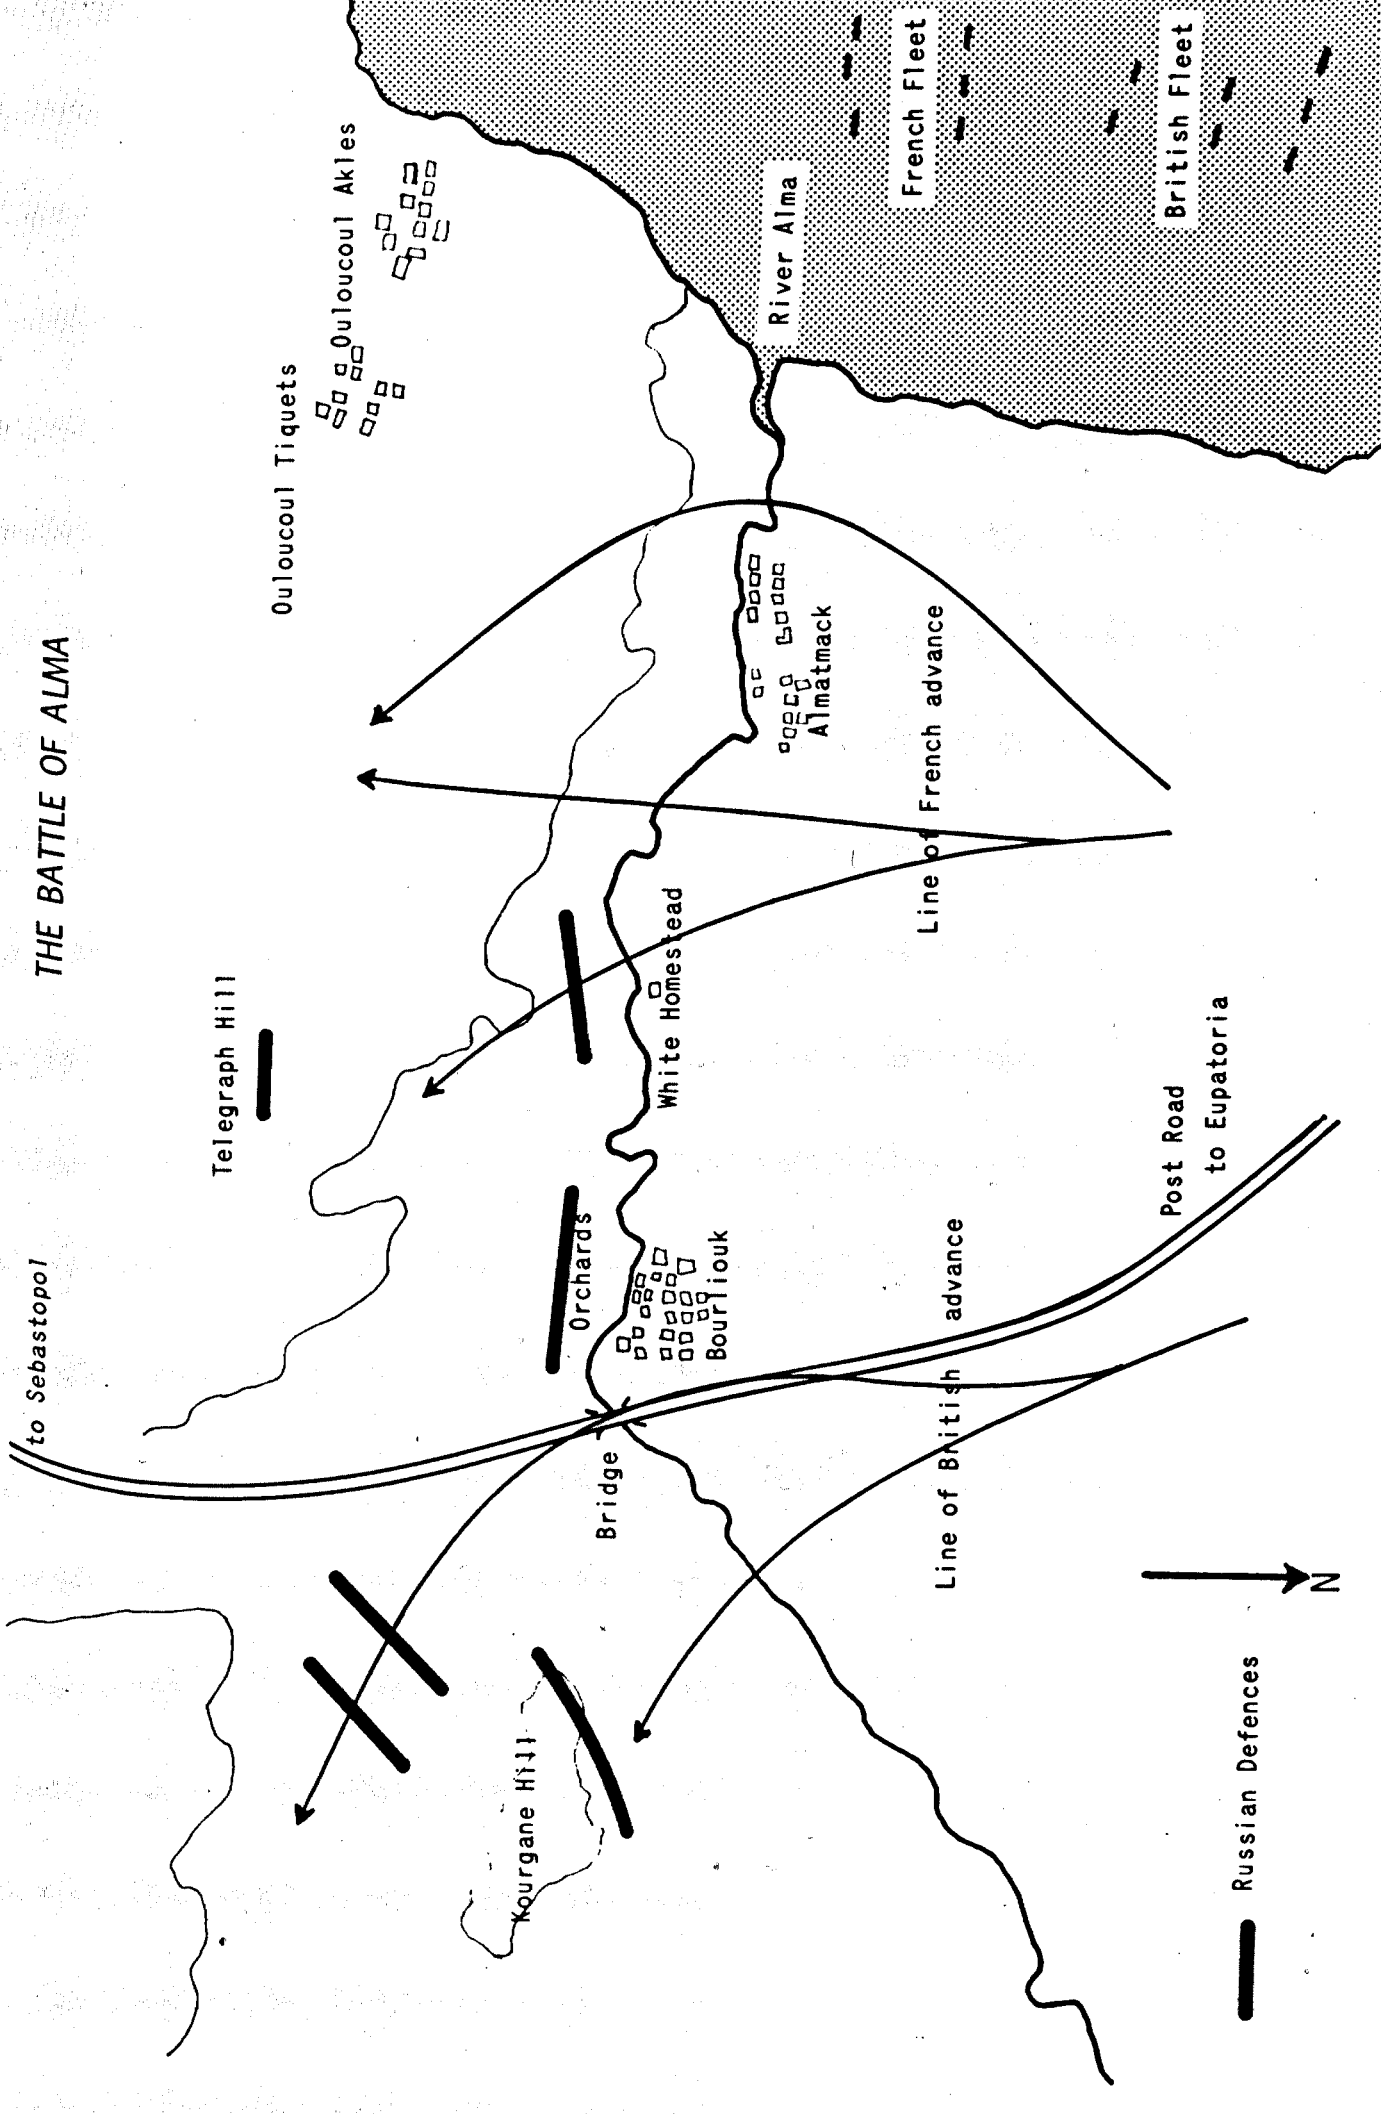 THE BATTLE OF ALMA
to Sebastopol
Telegraph Hill
Ouloucoul Tiquets
Ouloucoul Akles
Kourgane Hill
Bridge
Orchards
Bourliouk
White Homestead
Almatmack
River Alma
French Fleet
British Fleet
Line of British advance
Line of French advance
Post Road
to Eupatoria
Russian Defences
N